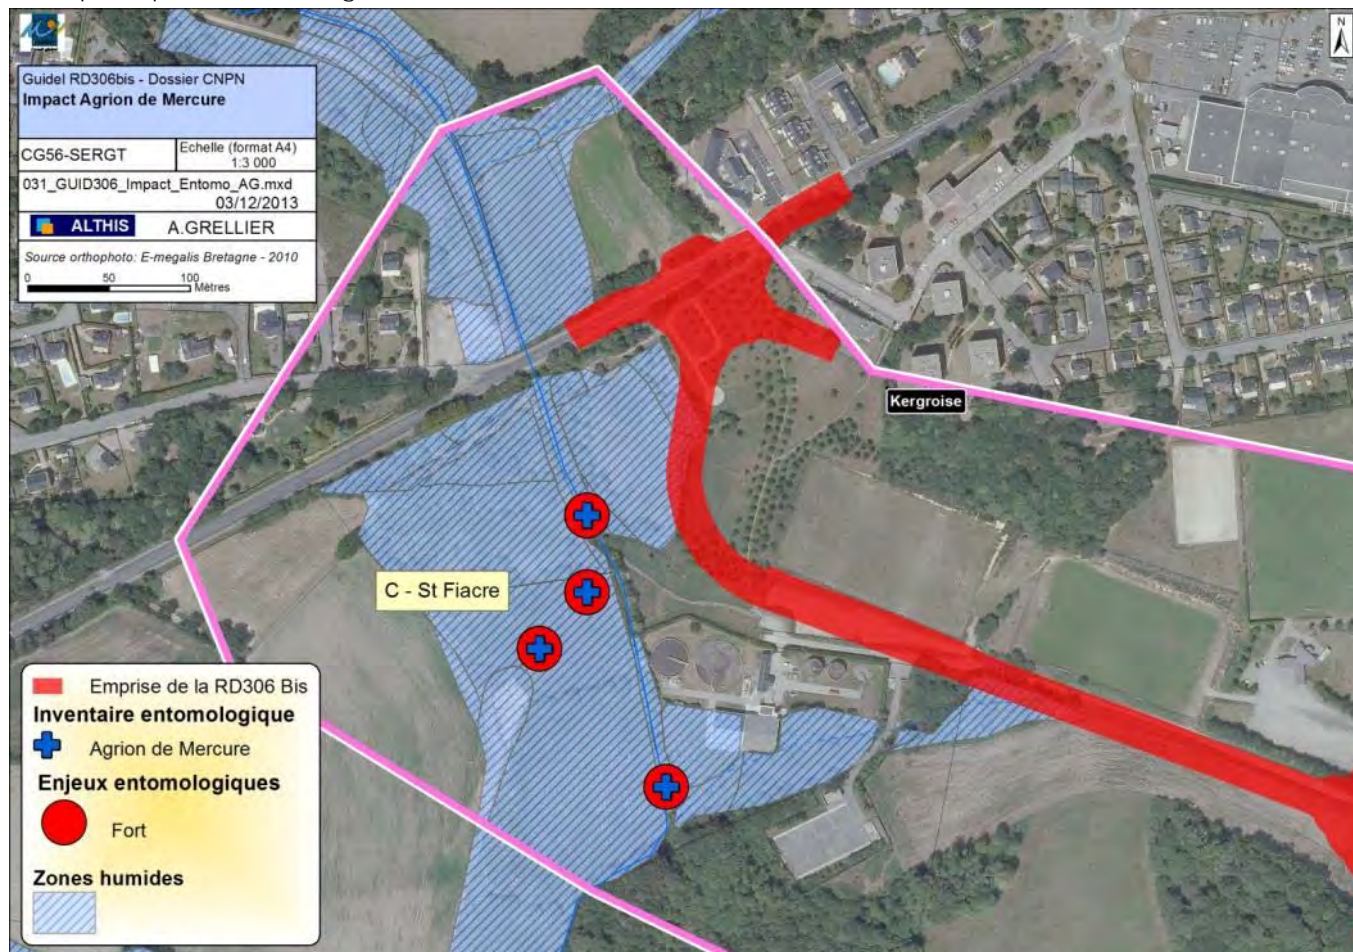 N
Guidel RD306bis - Dossier CNPN
Impact Agrion de Mercure
CG56-SERGT
Echelle (format A4)
1:3 000
031_GUID306_Impact_Entomo_AG.mxd
03/12/2013
ALTHIS A.GRELLIER
Source orthophoto: E-megalis Bretagne - 2010
0 50 100
Mètres
Kergroise
C - St Fiacre
Emprise de la RD306 Bis
Inventaire entomologique
Agrion de Mercure
Enjeux entomologiques
Fort
Zones humides